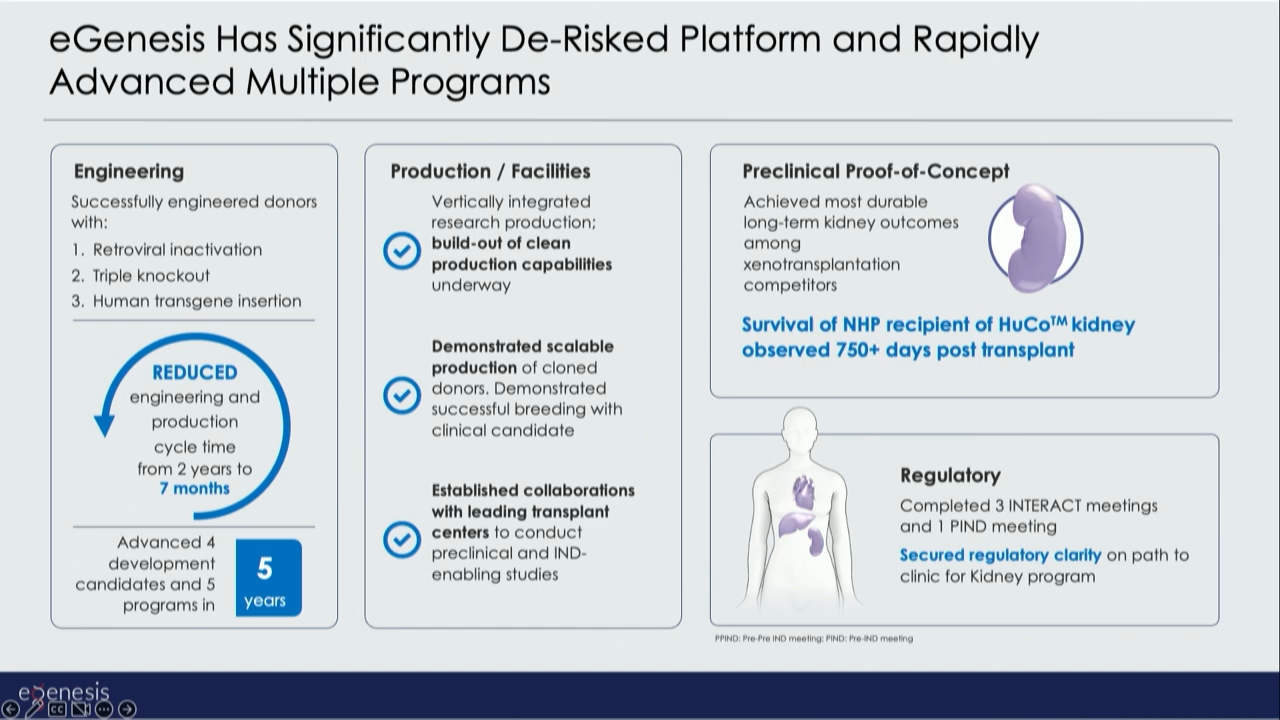 eGenesis Has Significantly De-Risked Platform and Rapidly
Advanced Multiple Programs
Engineering
Successfully engineered donors
with:
1. Retroviral inactivation
2. Triple knockout
3. Human transgene insertion
REDUCED
engineering and
production
cycle time
from 2 years to
7 months
Advanced 4
development
candidates and 5
programs in
5
years
Production / Facilities
Vertically integrated
research production;
build-out of clean
production capabilities
underway
Demonstrated scalable
production of cloned
donors. Demonstrated
successful breeding with
clinical candidate
Established collaborations
with leading transplant
centers to conduct
preclinical and IND-
enabling studies
Preclinical Proof-of-Concept
Achieved most durable
long-term kidney outcomes
among
xenotransplantation
competitors
Survival of NHP recipient of HuCo™ kidney
observed 750+ days post transplant
Regulatory
Completed 3 INTERACT meetings
and 1 PIND meeting
Secured regulatory clarity on path to
clinic for Kidney program
PPIND: Pre-Pre IND meeting; PIND: Pre-IND meeting
egenesis
CC